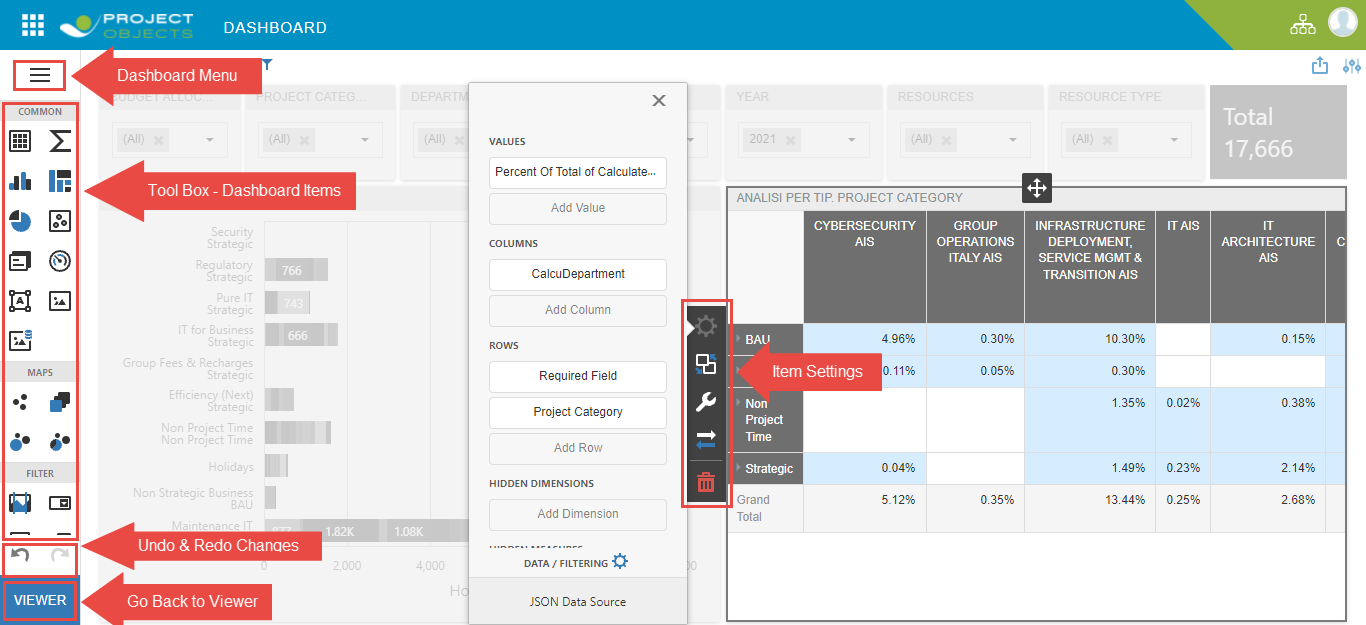 PROJECT
OBJECTS
DASHBOARD
Dashboard Menu
COMMON
Tool Box - Dashboard Items
MAPS
FILTER
Undo & Redo Changes
VIEWER
Go Back to Viewer
BUDGET ALLOC...
(All)
PROJECT CATEG...
(All)
DEPARTM
(All)
YEAR
2021
RESOURCES
(All)
RESOURCE TYPE
(All)
Total
17,666
Security
Strategic
Regulatory
Strategic
766
Pure IT
Strategic
743
IT for Business
Strategic
666
Group Fees & Recharges
Strategic
Efficiency (Next)
Strategic
Non Project Time
Non Project Time
Holidays
Non Strategic Business
BAU
Maintenance IT
877 1.82K 1.08K
0 2,000 4,000
Ho
VALUES
Percent Of Total of Calculate...
Add Value
COLUMNS
CalcuDepartment
Add Column
ROWS
Required Field
Project Category
Add Row
HIDDEN DIMENSIONS
Add Dimension
HIDDEN MEASURES
DATA / FILTERING
JSON Data Source
Item Settings
ANALISI PER TIP. PROJECT CATEGORY
CYBERSECURITY AIS
GROUP OPERATIONS ITALY AIS
INFRASTRUCTURE DEPLOYMENT, SERVICE MGMT & TRANSITION AIS
IT AIS
IT ARCHITECTURE AIS
C
BAU 4.96% 0.30% 10.30% 0.15%
0.11% 0.05% 0.30%
Non Project Time 1.35% 0.02% 0.38%
Strategic 0.04% 1.49% 0.23% 2.14%
Grand Total 5.12% 0.35% 13.44% 0.25% 2.68%